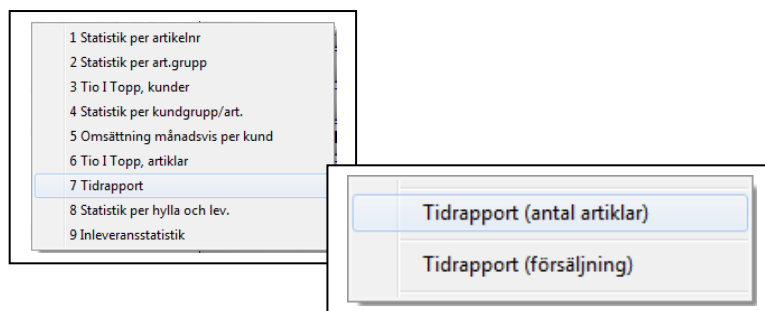 1 Statistik per artikelnr
2 Statistik per art.grupp
3 Tio I Topp, kunder
4 Statistik per kundgrupp/art.
5 Omsättning månadsvis per kund
6 Tio I Topp, artiklar
7 Tidrapport
8 Statistik per hylla och lev.
9 Inleveransstatistik
Tidrapport (antal artiklar)
Tidrapport (försäljning)